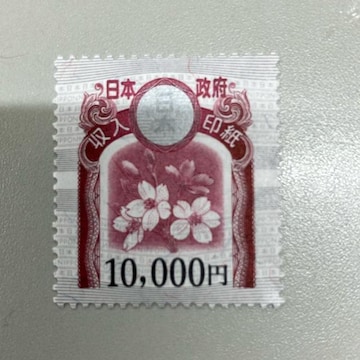 日本 政府
収入 印紙
10,000円